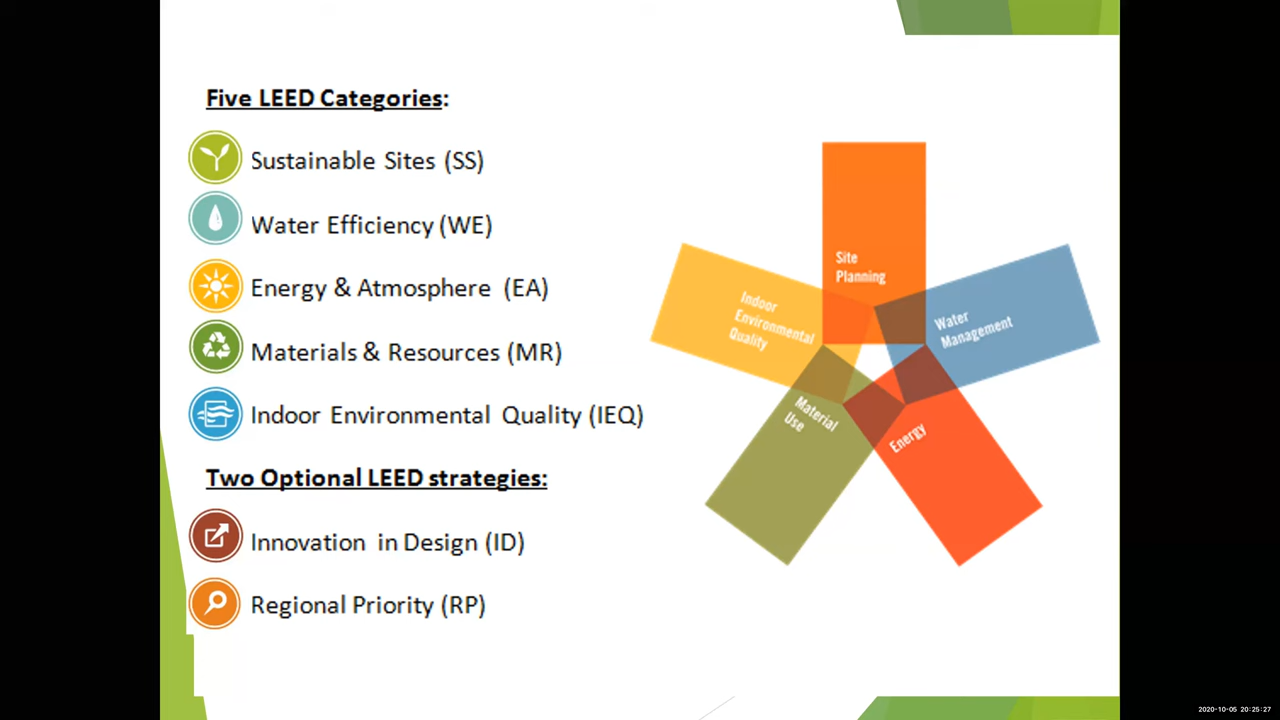 Five LEED Categories:
Sustainable Sites (SS)
Water Efficiency (WE)
Energy & Atmosphere (EA)
Materials & Resources (MR)
Indoor Environmental Quality (IEQ)
Two Optional LEED strategies:
Innovation in Design (ID)
Regional Priority (RP)
Site
Planning
Indoor
Environmental
Quality
Water
Management
Material
Use
Energy
2020-10-05 20:25:27